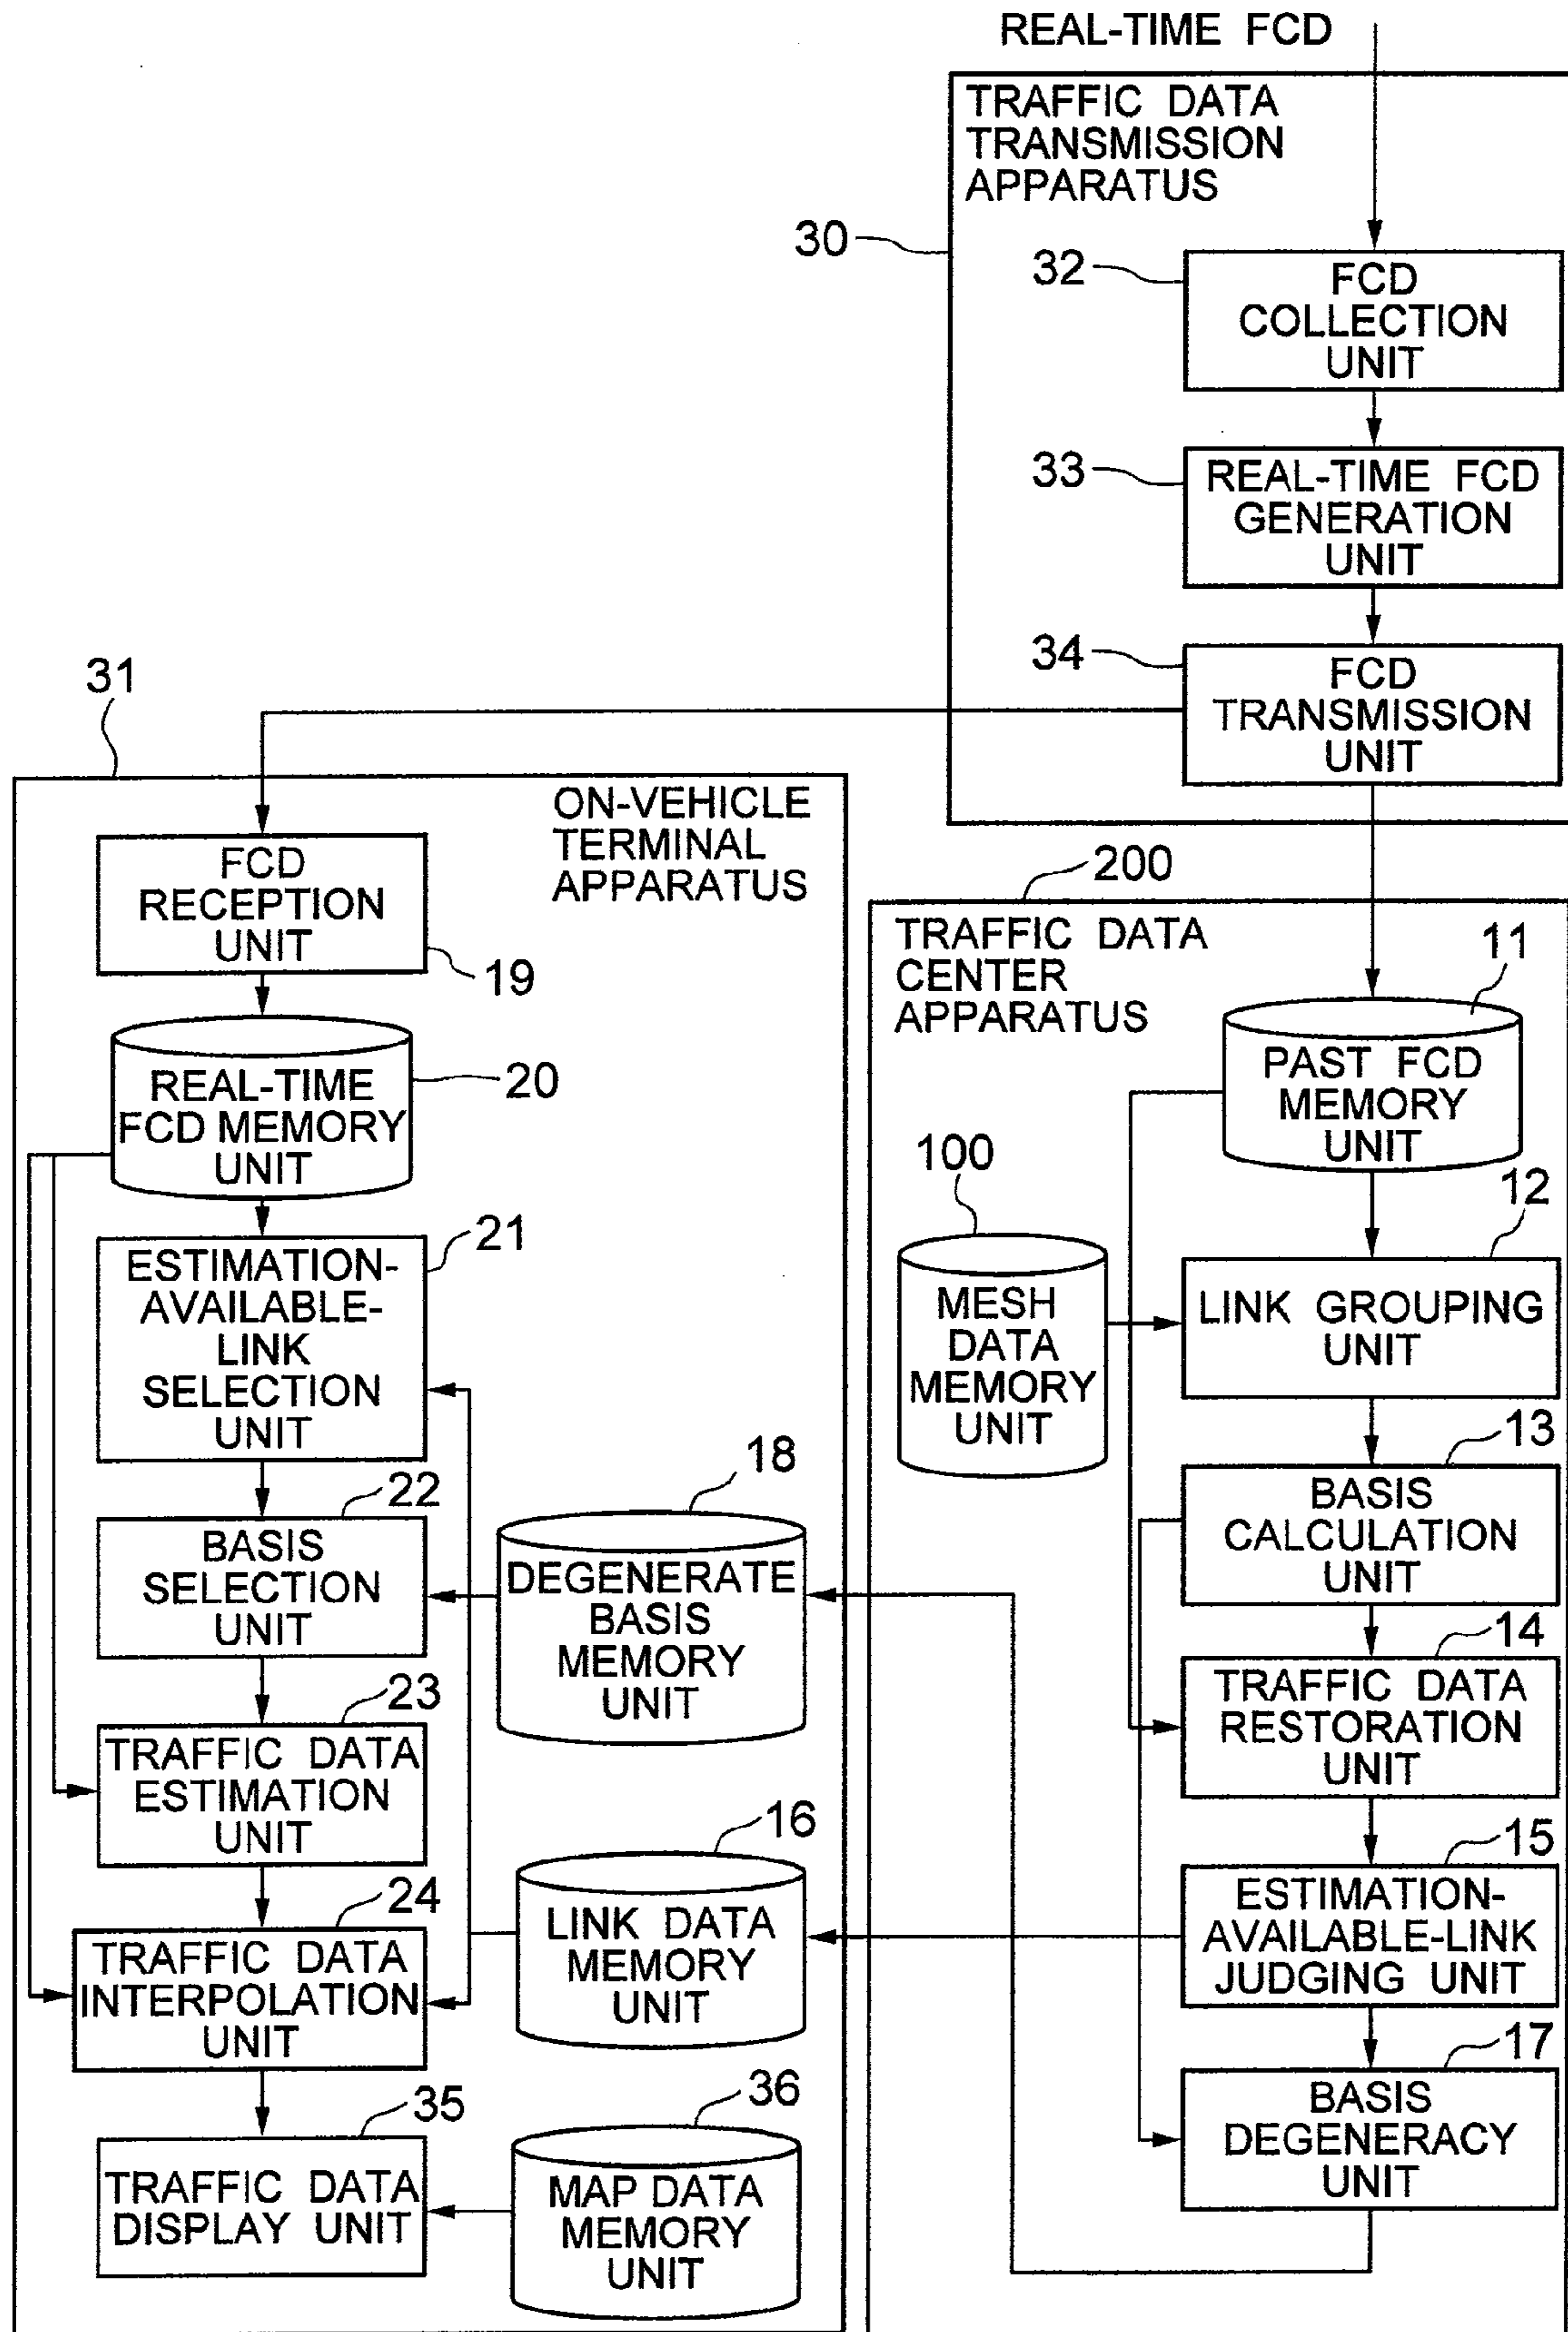 REAL-TIME FCD
TRAFFIC DATA
TRANSMISSION
APPARATUS
30
32
FCD
COLLECTION
UNIT
33
REAL-TIME FCD
GENERATION
UNIT
34
FCD
TRANSMISSION
UNIT
31
ON-VEHICLE
TERMINAL
APPARATUS
FCD
RECEPTION
UNIT
19
REAL-TIME
FCD MEMORY
UNIT
20
ESTIMATION-
AVAILABLE-
LINK
SELECTION
UNIT
21
BASIS
SELECTION
UNIT
22
TRAFFIC DATA
ESTIMATION
UNIT
23
TRAFFIC DATA
INTERPOLATION
UNIT
24
TRAFFIC DATA
DISPLAY UNIT
35
DEGENERATE
BASIS
MEMORY
UNIT
18
LINK DATA
MEMORY
UNIT
16
MAP DATA
MEMORY
UNIT
36
200
TRAFFIC DATA
CENTER
APPARATUS
11
PAST FCD
MEMORY
UNIT
100
MESH
DATA
MEMORY
UNIT
12
LINK GROUPING
UNIT
13
BASIS
CALCULATION
UNIT
14
TRAFFIC DATA
RESTORATION
UNIT
15
ESTIMATION-
AVAILABLE-LINK
JUDGING UNIT
17
BASIS
DEGENERACY
UNIT